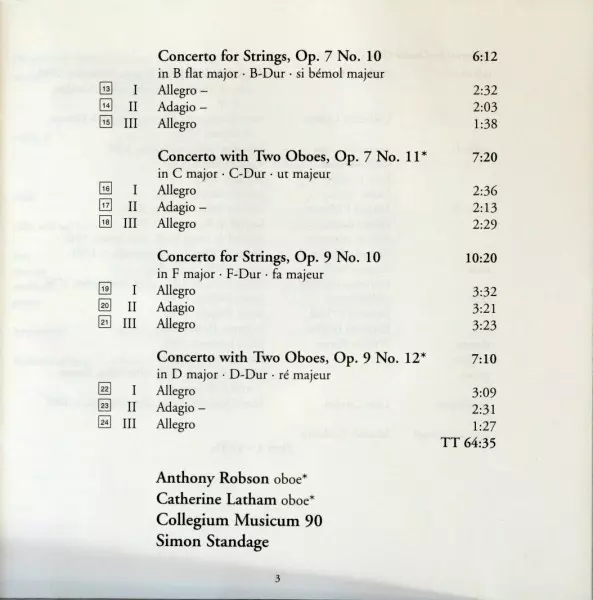 Concerto for Strings, Op. 7 No. 10 6:12
in B flat major · B-Dur · si bémol majeur
13 I Allegro – 2:32
14 II Adagio – 2:03
15 III Allegro 1:38
Concerto with Two Oboes, Op. 7 No. 11* 7:20
in C major · C-Dur · ut majeur
16 I Allegro 2:36
17 II Adagio – 2:13
18 III Allegro 2:29
Concerto for Strings, Op. 9 No. 10 10:20
in F major · F-Dur · fa majeur
19 I Allegro 3:32
20 II Adagio 3:21
21 III Allegro 3:23
Concerto with Two Oboes, Op. 9 No. 12* 7:10
in D major · D-Dur · ré majeur
22 I Allegro 3:09
23 II Adagio – 2:31
24 III Allegro 1:27
TT 64:35
Anthony Robson oboe*
Catherine Latham oboe*
Collegium Musicum 90
Simon Standage
3